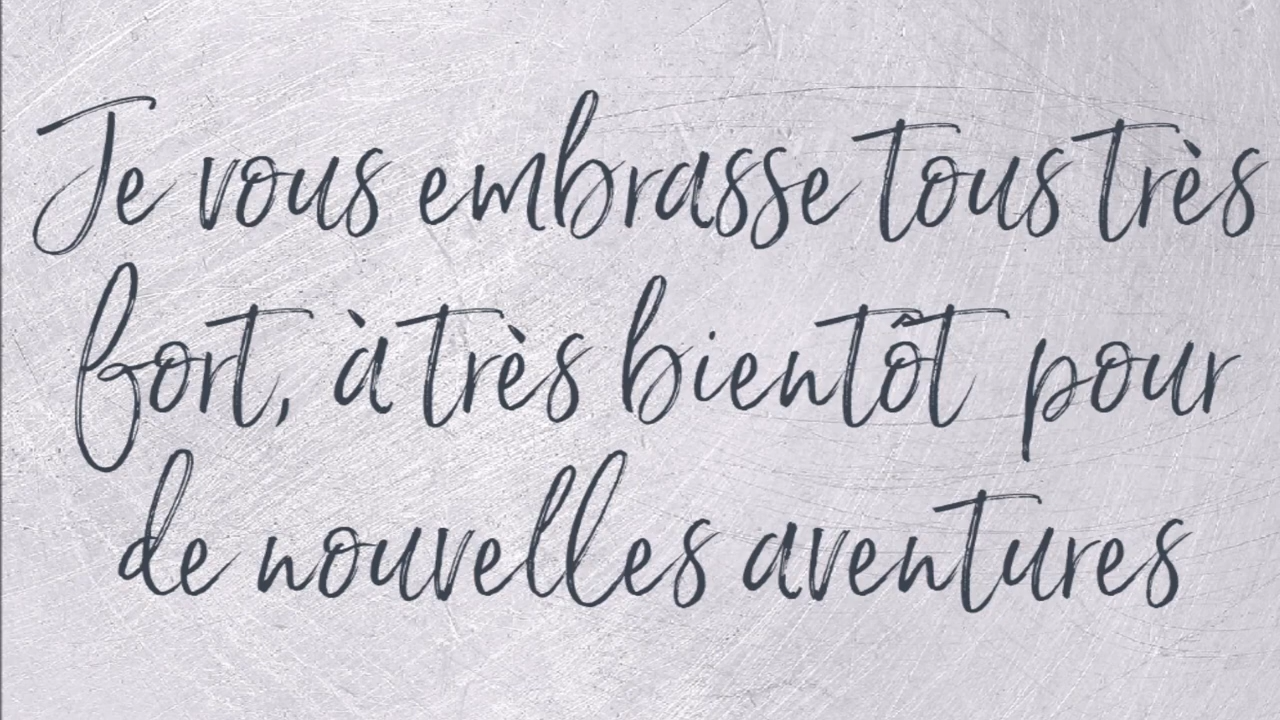 Je vous embrasse tous très
fort, à très bientôt pour
de nouvelles aventures